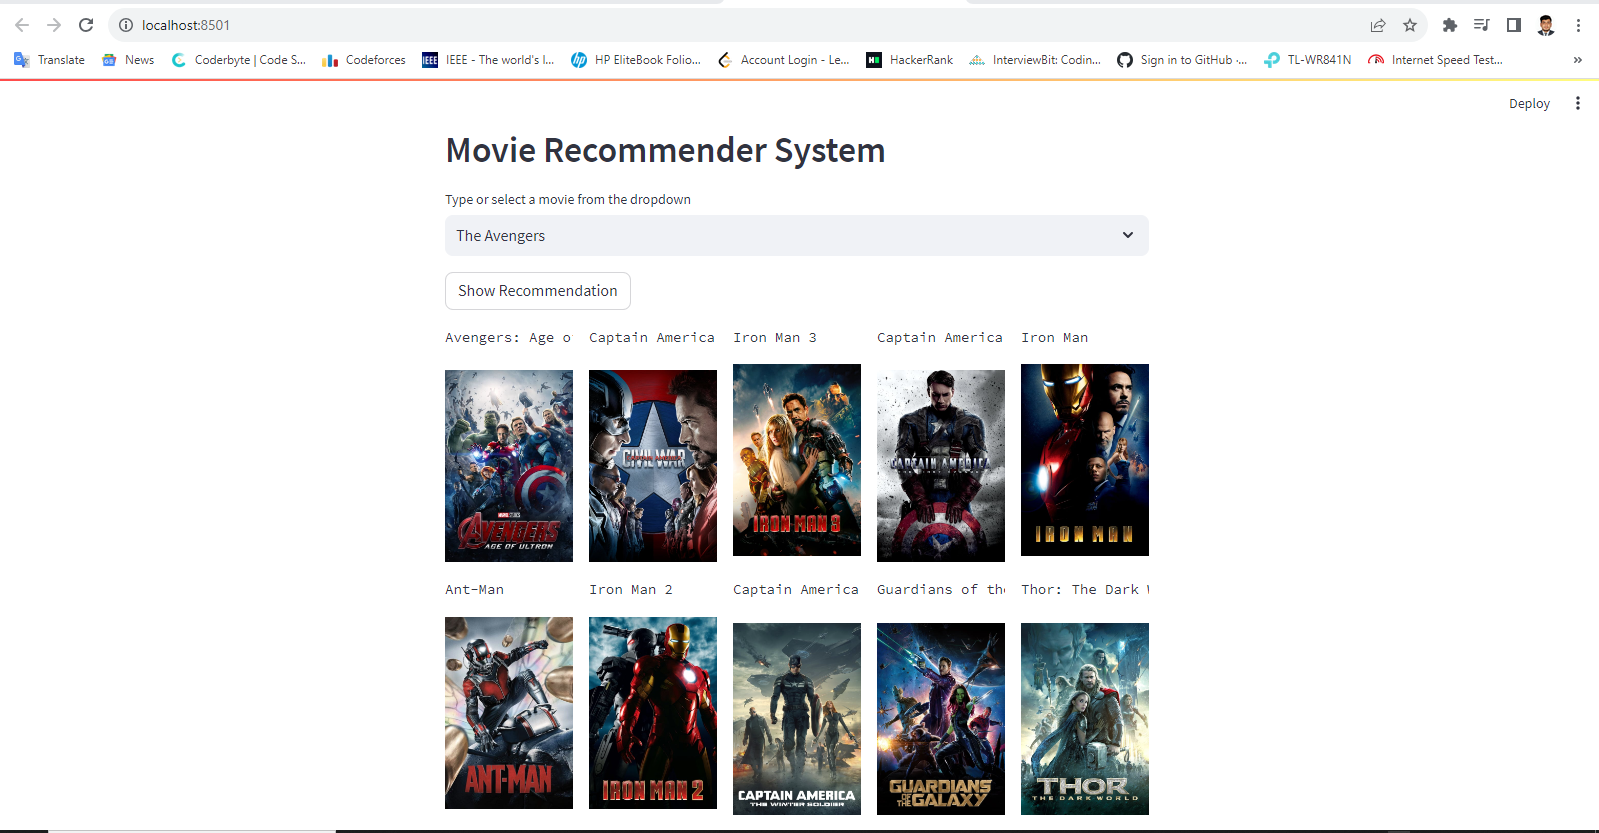 localhost:8501
Translate News Coderbyte | Code S... Codeforces IEEE IEEE - The world's l... hp HP EliteBook Folio... Account Login - Le... HackerRank InterviewBit: Codin... Sign in to GitHub ·... TL-WR841N Internet Speed Test... »
Deploy
Movie Recommender System
Type or select a movie from the dropdown
The Avengers
Show Recommendation
Avengers: Age o Captain America Iron Man 3 Captain America Iron Man
AVENGERS
AGE OF ULTRON
CAPTAIN AMERICA
CIVIL WAR
IRON MAN 3
CAPTAIN AMERICA
IRON MAN
Ant-Man Iron Man 2 Captain America Guardians of the Thor: The Dark W
ANT-MAN
IRON MAN 2
CAPTAIN AMERICA
THE WINTER SOLDIER
GUARDIANS
OF THE GALAXY
THOR
THE DARK WORLD